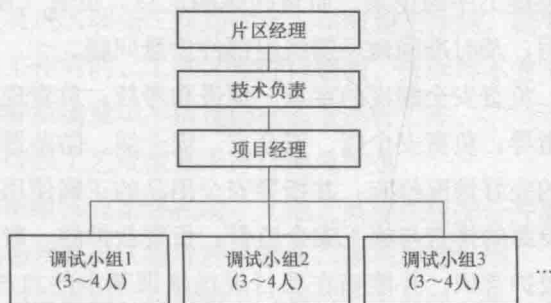 片区经理
技术负责
项目经理
调试小组1
(3～4人)
调试小组2
(3～4人)
调试小组3
(3～4人)
…